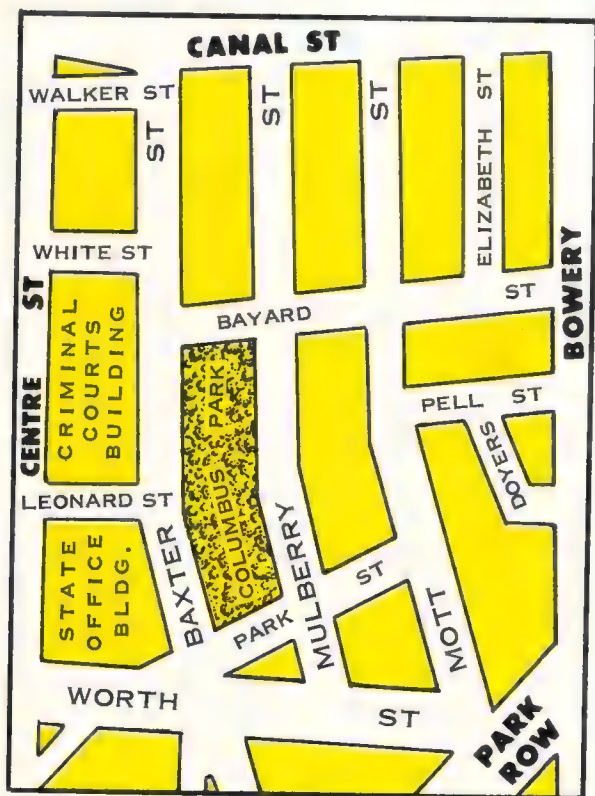 CANAL ST
WALKER ST
ST
ST
ST
ELIZABETH ST
WHITE ST
BAYARD ST
BOWERY
CENTRE ST
CRIMINAL
COURTS
BUILDING
COLUMBUS PARK
PELL ST
DOYERS
LEONARD ST
STATE
OFFICE
BLDG.
BAXTER
MULBERRY
MOTT
PARK ST
WORTH ST
PARK
ROW